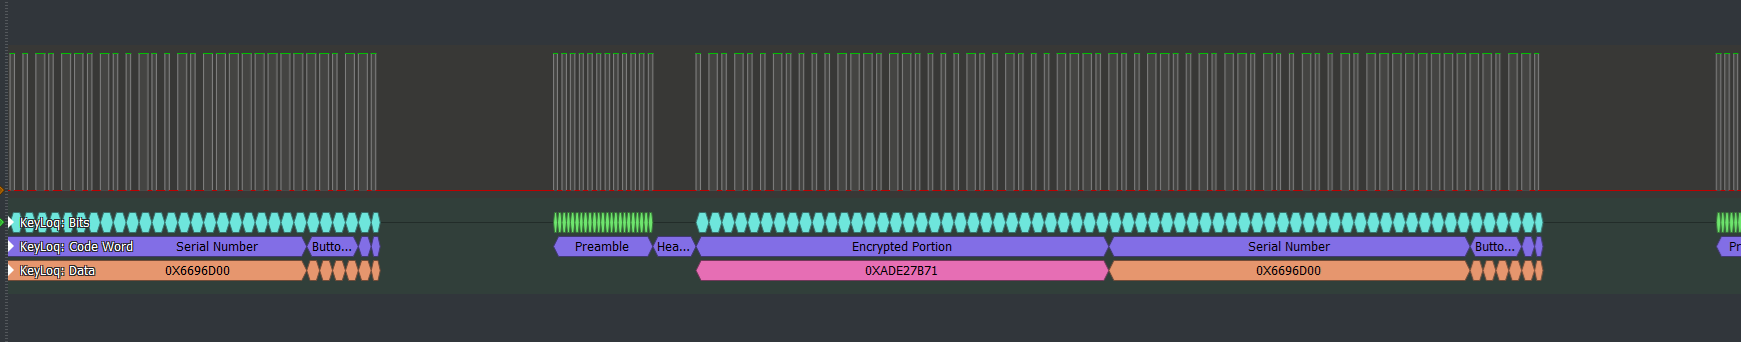 KeyLoq: Bits
KeyLoq: Code Word Serial Number Butto... Preamble Hea... Encrypted Portion Serial Number Butto... Pr
KeyLoq: Data 0X6696D00 0XADE27B71 0X6696D00